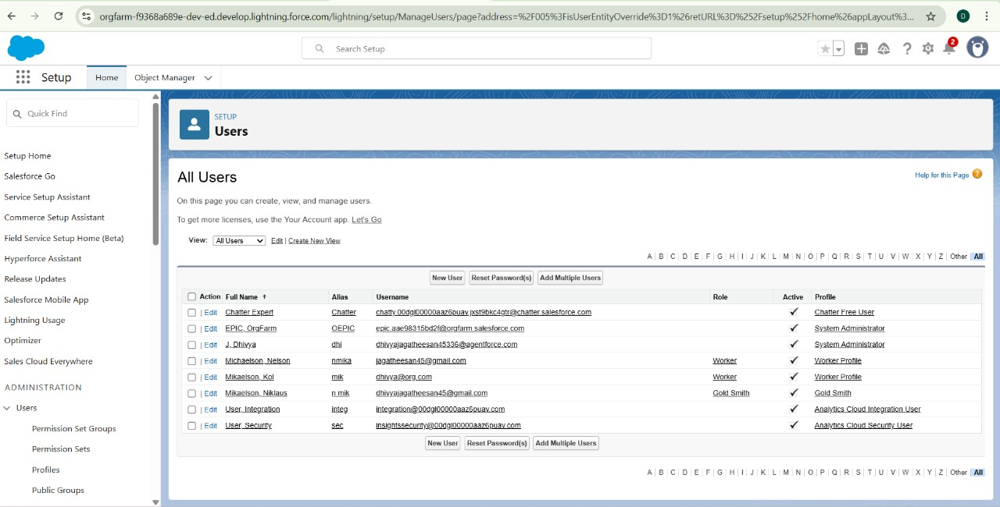 orgfarm-f9368a689e-dev-ed.develop.lightning.force.com/lightning/setup/ManageUsers/page?address=%2F005%3FisUserEntityOverride%3D1%26retURL%3D%252Fsetup%252Fhome%26appLayout%3... D
Search Setup 2
Setup Home Object Manager
Quick Find
Setup Home
Salesforce Go
Service Setup Assistant
Commerce Setup Assistant
Field Service Setup Home (Beta)
Hyperforce Assistant
Release Updates
Salesforce Mobile App
Lightning Usage
Optimizer
Sales Cloud Everywhere
ADMINISTRATION
Users
Permission Set Groups
Permission Sets
Profiles
Public Groups
SETUP
Users
All Users
Help for this Page ?
On this page you can create, view, and manage users.
To get more licenses, use the Your Account app. Let's Go
View: All Users Edit | Create New View
A | B | C | D | E | F | G | H | I | J | K | L | M | N | O | P | Q | R | S | T | U | V | W | X | Y | Z | Other All
New User Reset Password(s) Add Multiple Users
Action Full Name ↑ Alias Username Role Active Profile
| Edit Chatter Expert Chatter chatty.00dgl00000aaz6puav.jxst9bkc4gtr@chatter.salesforce.com ✓ Chatter Free User
| Edit EPIC, OrgFarm OEPIC epic.aae98315bd2f@orgfarm.salesforce.com ✓ System Administrator
| Edit J, Dhivya dhi dhivyajagatheesan45336@agentforce.com ✓ System Administrator
| Edit Michaelson, Nelson nmika jagatheesan45@gmail.com Worker ✓ Worker Profile
| Edit Mikaelson, Kol mik dhivya@org.com Worker ✓ Worker Profile
| Edit Mikaelson, Niklaus n mik dhivyajagatheesan45@gmail.com Gold Smith ✓ Gold Smith
| Edit User, Integration integ integration@00dgl00000aaz6puav.com ✓ Analytics Cloud Integration User
| Edit User, Security sec insightssecurity@00dgl00000aaz6puav.com ✓ Analytics Cloud Security User
New User Reset Password(s) Add Multiple Users
A | B | C | D | E | F | G | H | I | J | K | L | M | N | O | P | Q | R | S | T | U | V | W | X | Y | Z | Other All